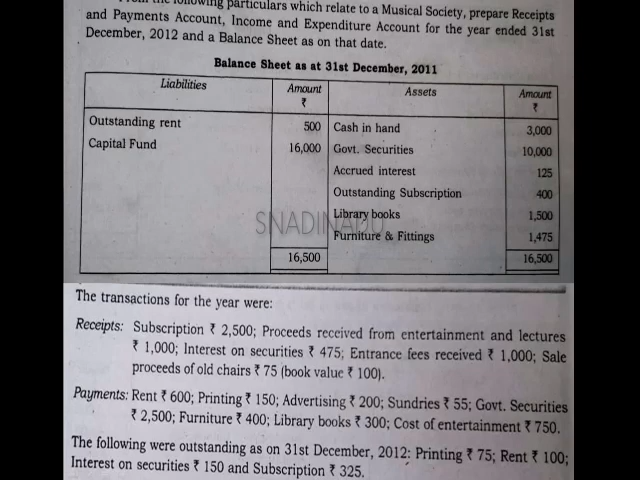 following particulars which relate to a Musical Society, prepare Receipts
and Payments Account, Income and Expenditure Account for the year ended 31st
December, 2012 and a Balance Sheet as on that date.
Balance Sheet as at 31st December, 2011
Liabilities Amount ₹ Assets Amount ₹
Outstanding rent 500 Cash in hand 3,000
Capital Fund 16,000 Govt. Securities 10,000
Accrued interest 125
Outstanding Subscription 400
Library books 1,500
Furniture & Fittings 1,475
16,500 16,500
The transactions for the year were:
Receipts: Subscription ₹ 2,500; Proceeds received from entertainment and lectures
₹ 1,000; Interest on securities ₹ 475; Entrance fees received ₹ 1,000; Sale
proceeds of old chairs ₹ 75 (book value ₹ 100).
Payments: Rent ₹ 600; Printing ₹ 150; Advertising ₹ 200; Sundries ₹ 55; Govt. Securities
₹ 2,500; Furniture ₹ 400; Library books ₹ 300; Cost of entertainment ₹ 750.
The following were outstanding as on 31st December, 2012: Printing ₹ 75; Rent ₹ 100;
Interest on securities ₹ 150 and Subscription ₹ 325.